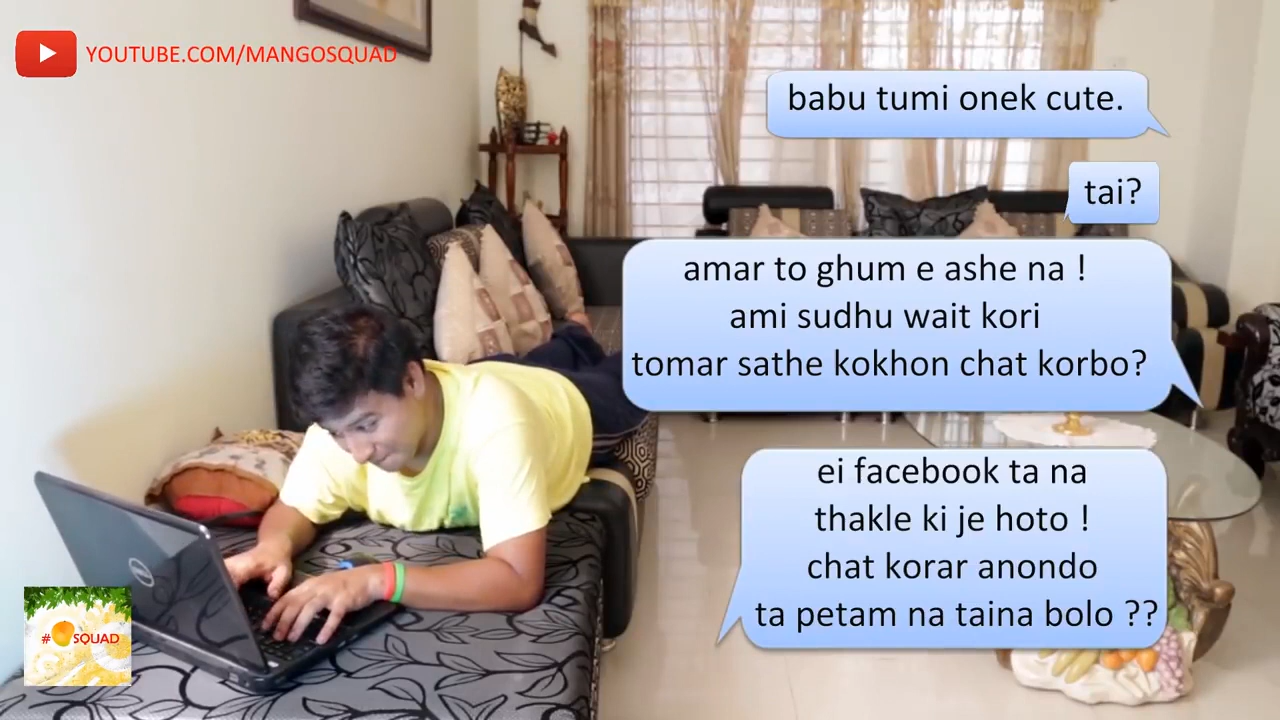 YOUTUBE.COM/MANGOSQUAD
babu tumi onek cute.
tai?
amar to ghum e ashe na !
ami sudhu wait kori
tomar sathe kokhon chat korbo?
ei facebook ta na
thakle ki je hoto !
chat korar anondo
ta petam na taina bolo ??
DELL
# SQUAD